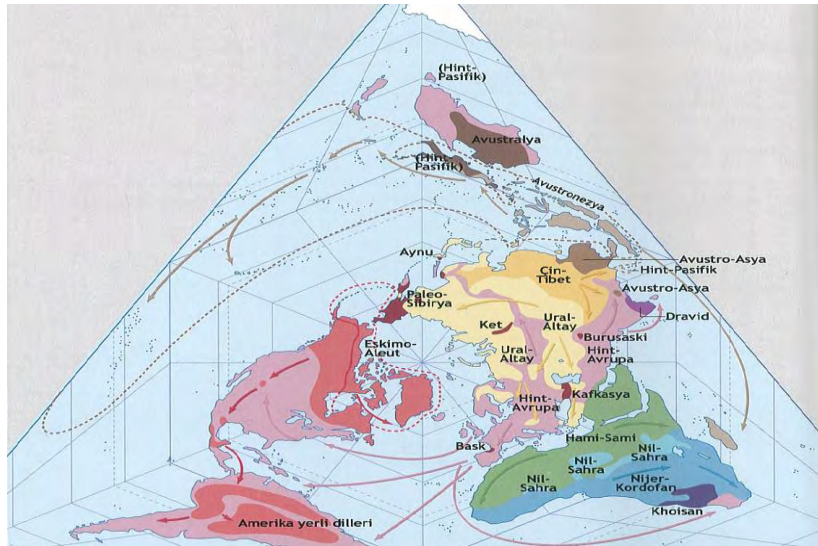 (Hint-
Pasifik)
Avustralya
(Hint-
Pasifik)
Avustronezya
Aynu
Avustro-Asya
Çin-
Tibet
Hint-Pasifik
Avustro-Asya
Paleo-
Sibirya
Dravid
Ket
Ural-
Altay
Burusaski
Eskimo-
Aleut
Ural-
Altay
Hint-
Avrupa
Kafkasya
Hint-
Avrupa
Bask
Hami-Sami
Nil-
Sahra
Nil-
Sahra
Nil-
Sahra
Nijer-
Kordofan
Khoisan
Amerika yerli dilleri